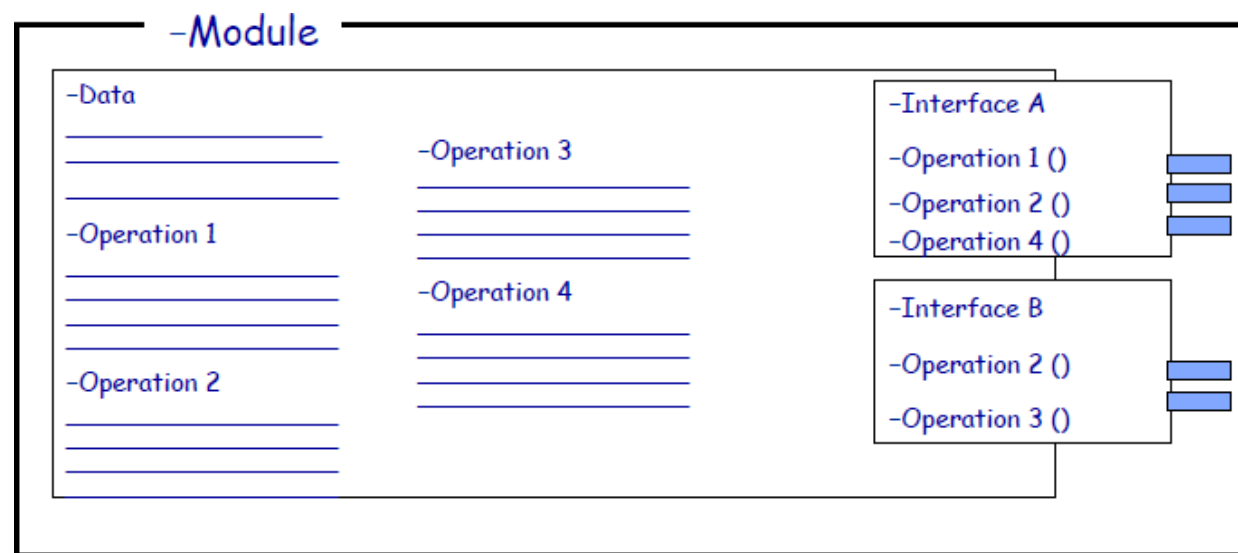 -Module
-Data
-Operation 1
-Operation 2
-Operation 3
-Operation 4
-Interface A
-Operation 1 ()
-Operation 2 ()
-Operation 4 ()
-Interface B
-Operation 2 ()
-Operation 3 ()